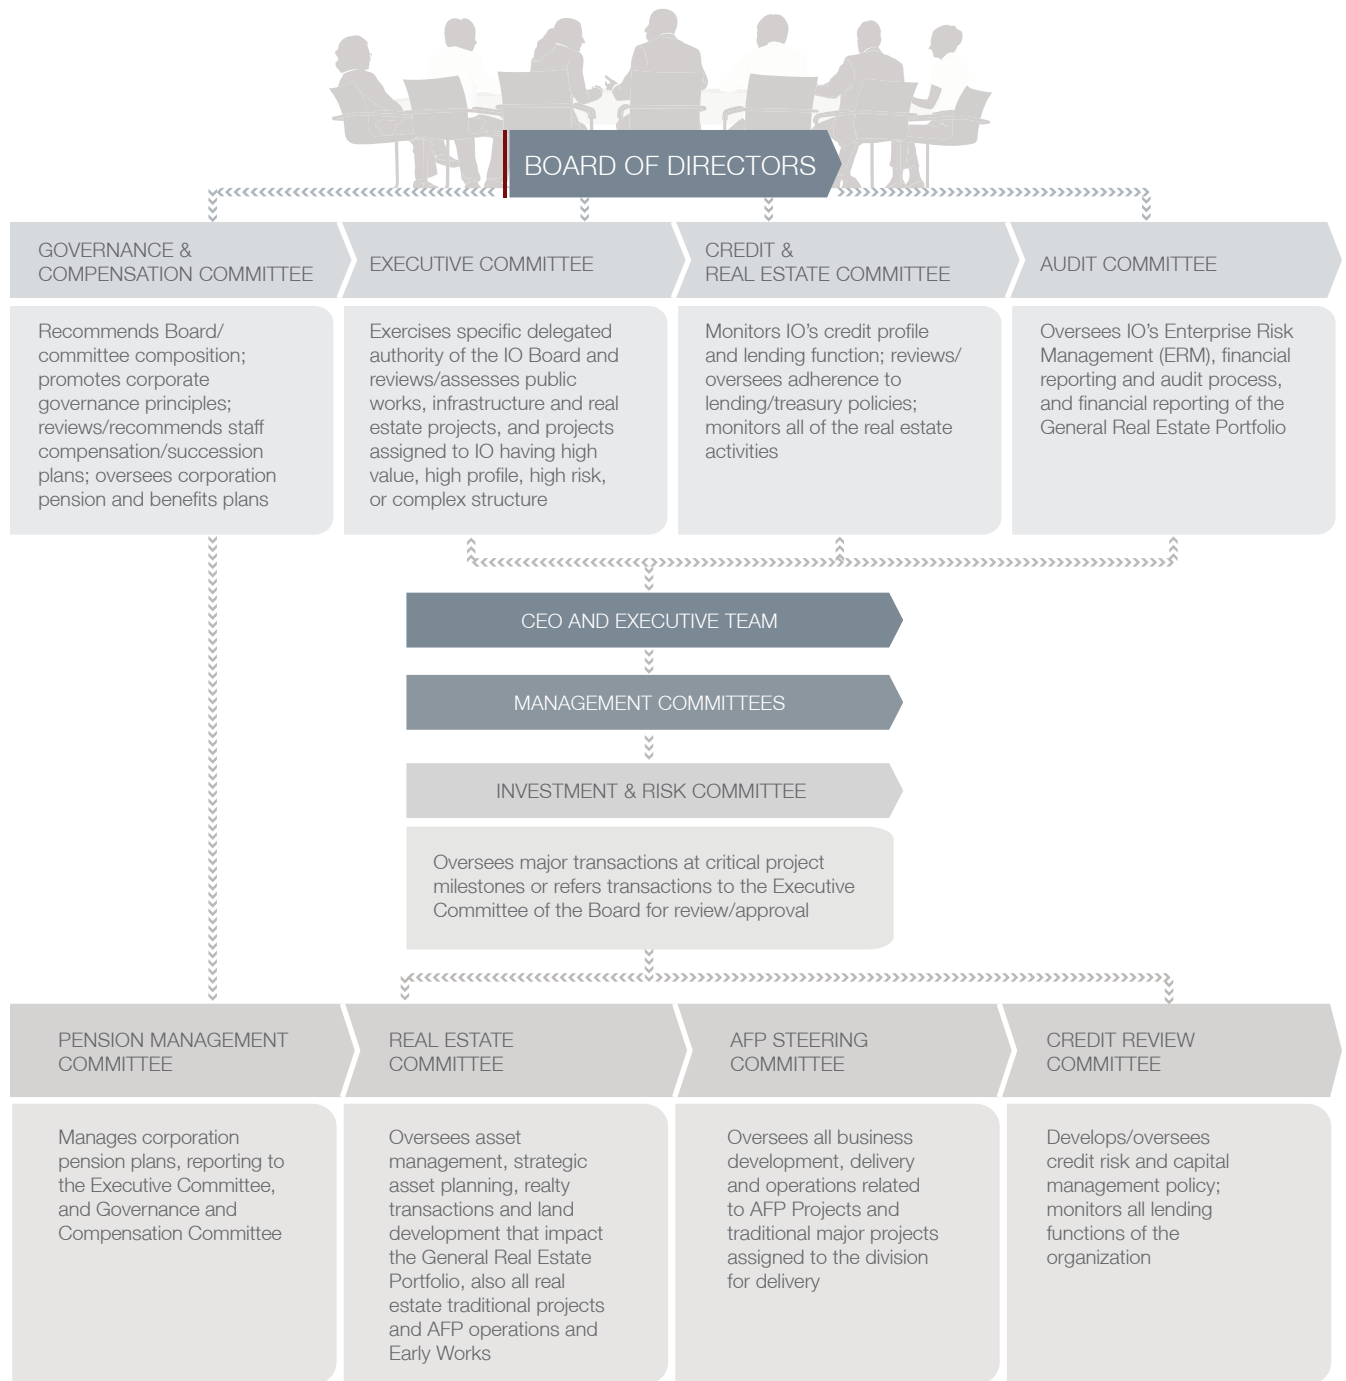 BOARD OF DIRECTORS
GOVERNANCE &
COMPENSATION COMMITTEE
Recommends Board/
committee composition;
promotes corporate
governance principles;
reviews/recommends staff
compensation/succession
plans; oversees corporation
pension and benefits plans
EXECUTIVE COMMITTEE
Exercises specific delegated
authority of the IO Board and
reviews/assesses public
works, infrastructure and real
estate projects, and projects
assigned to IO having high
value, high profile, high risk,
or complex structure
CREDIT &
REAL ESTATE COMMITTEE
Monitors IO’s credit profile
and lending function; reviews/
oversees adherence to
lending/treasury policies;
monitors all of the real estate
activities
AUDIT COMMITTEE
Oversees IO’s Enterprise Risk
Management (ERM), financial
reporting and audit process,
and financial reporting of the
General Real Estate Portfolio
CEO AND EXECUTIVE TEAM
MANAGEMENT COMMITTEES
INVESTMENT & RISK COMMITTEE
Oversees major transactions at critical project
milestones or refers transactions to the Executive
Committee of the Board for review/approval
PENSION MANAGEMENT
COMMITTEE
Manages corporation
pension plans, reporting to
the Executive Committee,
and Governance and
Compensation Committee
REAL ESTATE
COMMITTEE
Oversees asset
management, strategic
asset planning, realty
transactions and land
development that impact
the General Real Estate
Portfolio, also all real
estate traditional projects
and AFP operations and
Early Works
AFP STEERING
COMMITTEE
Oversees all business
development, delivery
and operations related
to AFP Projects and
traditional major projects
assigned to the division
for delivery
CREDIT REVIEW
COMMITTEE
Develops/oversees
credit risk and capital
management policy;
monitors all lending
functions of the
organization